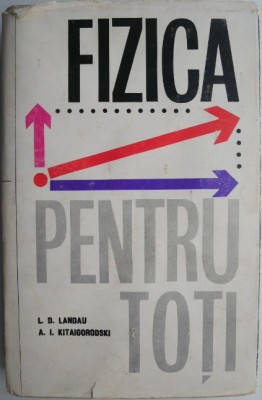 FIZICA
PENTRU
TOȚI
L. D. LANDAU
A. I. KITAIGORODSKI